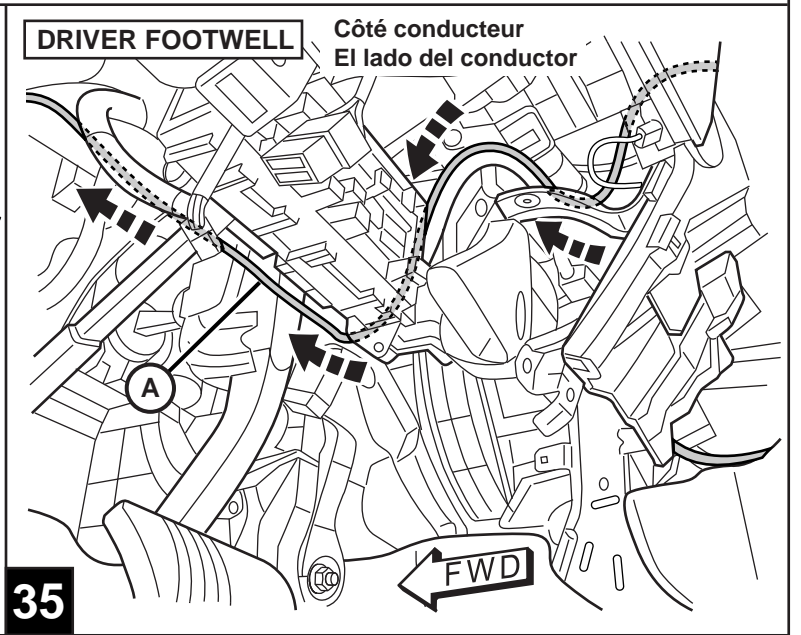 DRIVER FOOTWELL
Côté conducteur
El lado del conductor
A
FWD
35